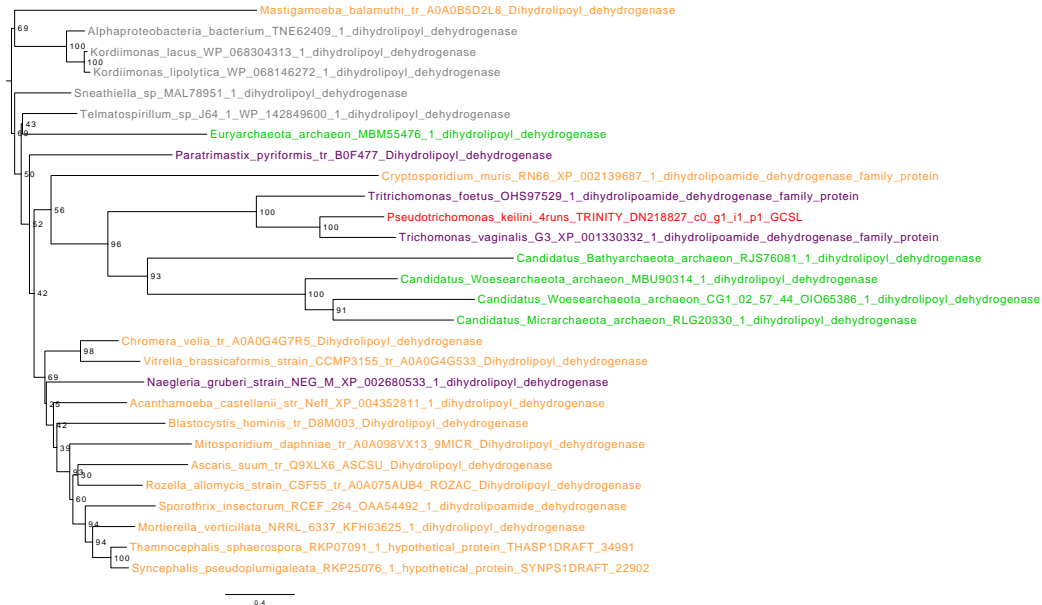 Mastigamoeba_balamuthi_tr_A0A0B5D2L8_Dihydrolipoyl_dehydrogenase
69
Alphaproteobacteria_bacterium_TNE62409_1_dihydrolipoyl_dehydrogenase
100
Kordiimonas_lacus_WP_068304313_1_dihydrolipoyl_dehydrogenase
100
Kordiimonas_lipolytica_WP_068146272_1_dihydrolipoyl_dehydrogenase
Sneathiella_sp_MAL78951_1_dihydrolipoyl_dehydrogenase
Telmatospirillum_sp_J64_1_WP_142849600_1_dihydrolipoyl_dehydrogenase
43
Euryarchaeota_archaeon_MBM55476_1_dihydrolipoyl_dehydrogenase
Paratrimastix_pyriformis_tr_B0F477_Dihydrolipoyl_dehydrogenase
50
Cryptosporidium_muris_RN66_XP_002139687_1_dihydrolipoamide_dehydrogenase_family_protein
56
Tritrichomonas_foetus_OHS97529_1_dihydrolipoamide_dehydrogenase_family_protein
100
Pseudotrichomonas_keilini_4runs_TRINITY_DN218827_c0_g1_i1_p1_GCSL
52
100
Trichomonas_vaginalis_G3_XP_001330332_1_dihydrolipoamide_dehydrogenase_family_protein
96
Candidatus_Bathyarchaeota_archaeon_RJS76081_1_dihydrolipoyl_dehydrogenase
93
Candidatus_Woesearchaeota_archaeon_MBU90314_1_dihydrolipoyl_dehydrogenase
42
100
Candidatus_Woesearchaeota_archaeon_CG1_02_57_44_OIO65386_1_dihydrolipoyl_dehydrogenase
91
Candidatus_Micrarchaeota_archaeon_RLG20330_1_dihydrolipoyl_dehydrogenase
Chromera_velia_tr_A0A0G4G7R5_Dihydrolipoyl_dehydrogenase
98
Vitrella_brassicaformis_strain_CCMP3155_tr_A0A0G4G533_Dihydrolipoyl_dehydrogenase
69
Naegleria_gruberi_strain_NEG_M_XP_002680533_1_dihydrolipoyl_dehydrogenase
25
Acanthamoeba_castellanii_str_Neff_XP_004352811_1_dihydrolipoyl_dehydrogenase
42
Blastocystis_hominis_tr_D8M003_Dihydrolipoyl_dehydrogenase
39
Mitosporidium_daphniae_tr_A0A098VX13_9MICR_Dihydrolipoyl_dehydrogenase
Ascaris_suum_tr_Q9XLX6_ASCSU_Dihydrolipoyl_dehydrogenase
30
Rozella_allomycis_strain_CSF55_tr_A0A075AUB4_ROZAC_Dihydrolipoyl_dehydrogenase
60
Sporothrix_insectorum_RCEF_264_OAA54492_1_dihydrolipoamide_dehydrogenase
94
Mortierella_verticillata_NRRL_6337_KFH63625_1_dihydrolipoyl_dehydrogenase
94
Thamnocephalis_sphaerospora_RKP07091_1_hypothetical_protein_THASP1DRAFT_34991
100
Syncephalis_pseudoplumigaleata_RKP25076_1_hypothetical_protein_SYNPS1DRAFT_22902
0.4